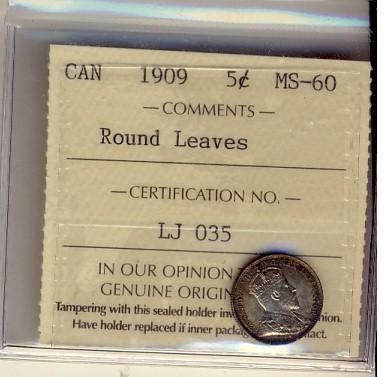 CAN 1909 5¢ MS-60
— COMMENTS —
Round Leaves
— CERTIFICATION NO. —
LJ 035
IN OUR OPINION
GENUINE ORIGIN
Tampering with this sealed holder
Have holder replaced if inner